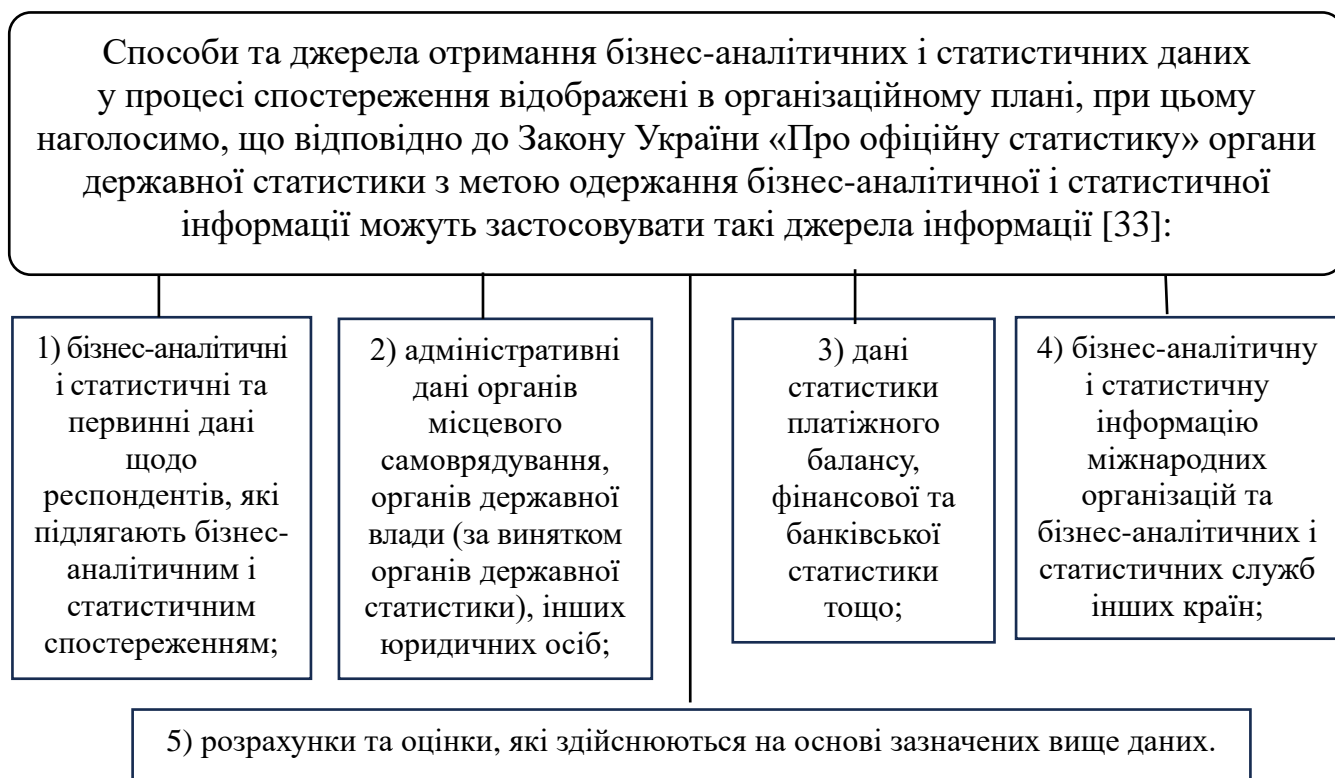 Способи та джерела отримання бізнес-аналітичних і статистичних даних
у процесі спостереження відображені в організаційному плані, при цьому
наголосимо, що відповідно до Закону України «Про офіційну статистику» органи
державної статистики з метою одержання бізнес-аналітичної і статистичної
інформації можуть застосовувати такі джерела інформації [33]:
1) бізнес-аналітичні
і статистичні та
первинні дані
щодо
респондентів, які
підлягають бізнес-
аналітичним і
статистичним
спостереженням;
2) адміністративні
дані органів
місцевого
самоврядування,
органів державної
влади (за винятком
органів державної
статистики), інших
юридичних осіб;
3) дані
статистики
платіжного
балансу,
фінансової та
банківської
статистики
тощо;
4) бізнес-аналітичну
і статистичну
інформацію
міжнародних
організацій та
бізнес-аналітичних і
статистичних служб
інших країн;
5) розрахунки та оцінки, які здійснюються на основі зазначених вище даних.